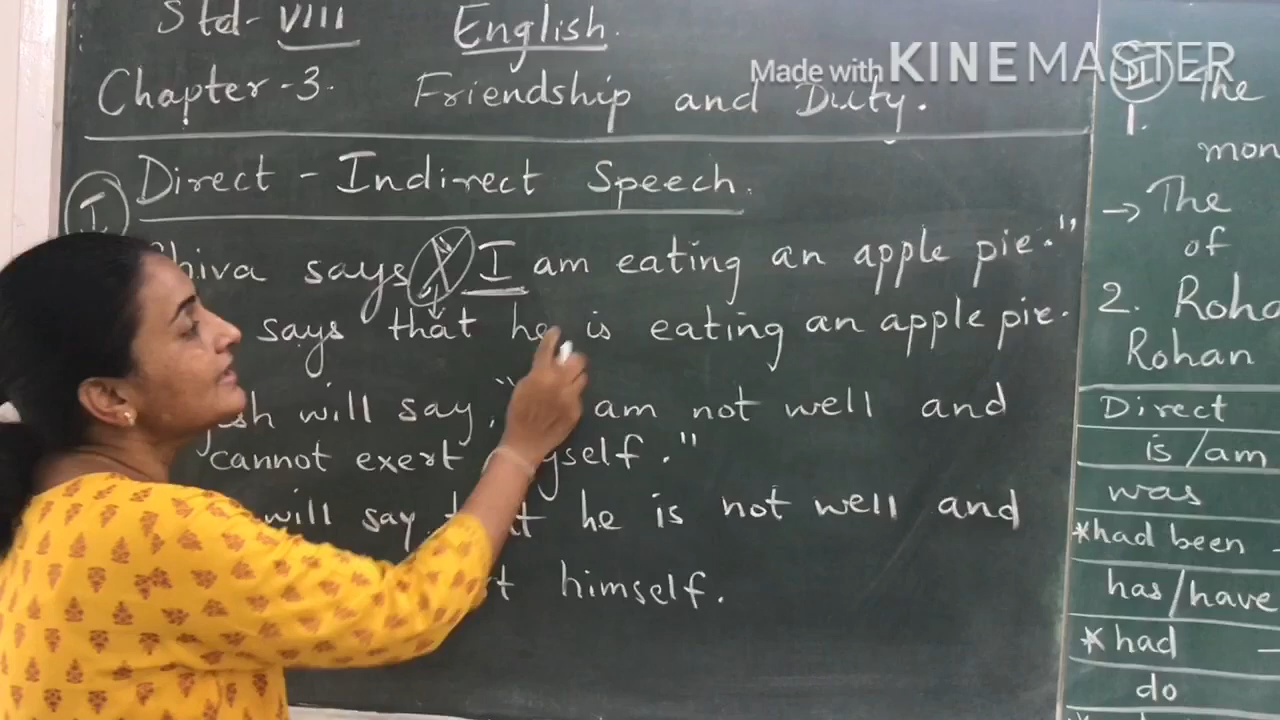 Std- VIII English.
Made with KINEMASTER
Chapter-3. Friendship and Duty.
I Direct - Indirect Speech.
says I am eating an apple pie."
says that he is eating an apple pie.
will say, " am not well and
cannot exert ."
will say he is not well and
himself.
II The
1.
mon
→ The
of
2. Roha
Rohan
Direct
is/am
was
*had been -
has/have
*had -
do